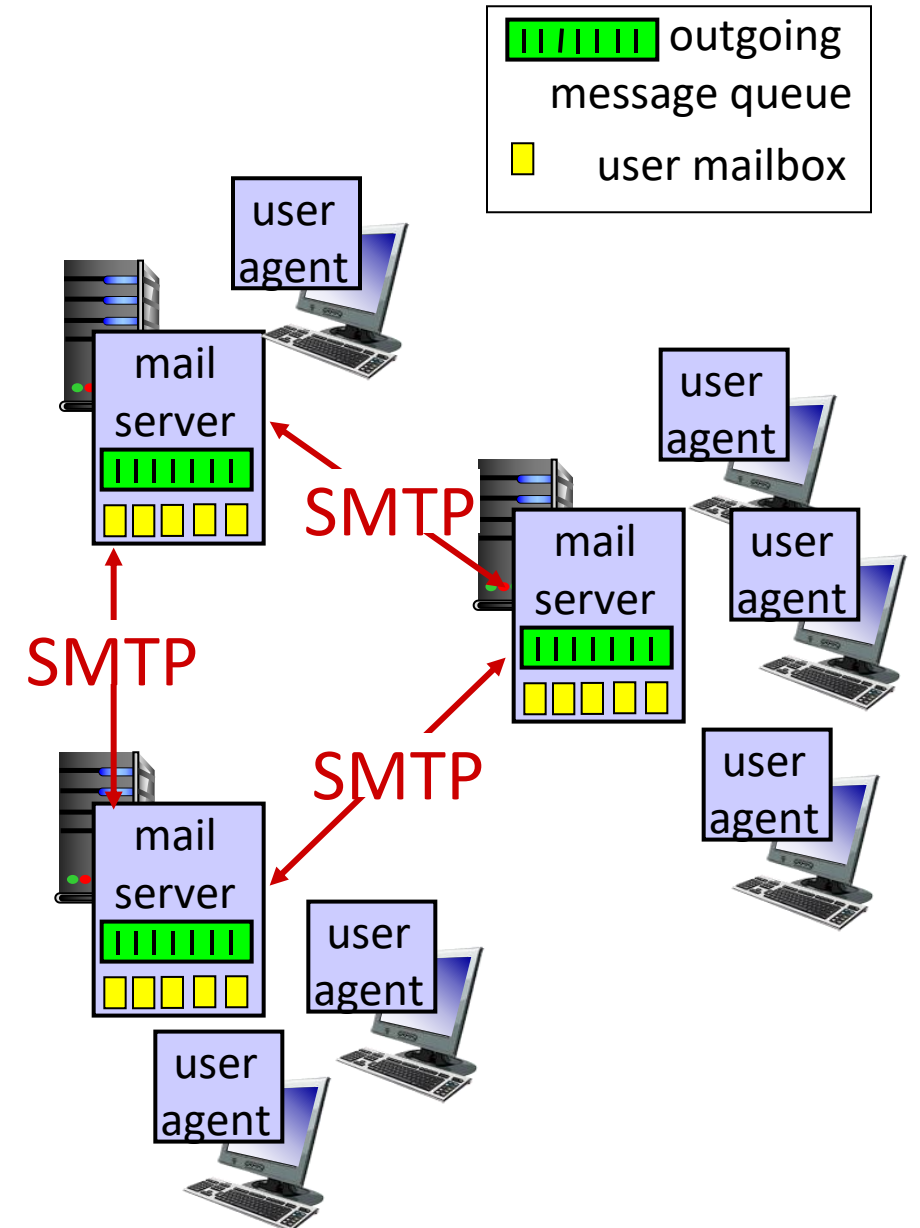 outgoing
message queue
user mailbox
user
agent
mail
server
SMTP
user
agent
mail
server
user
agent
SMTP
SMTP
user
agent
mail
server
user
agent
user
agent